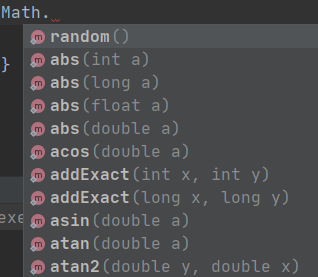 Math.
random()
}
abs(int a)
abs(long a)
abs(float a)
abs(double a)
acos(double a)
addExact(int x, int y)
addExact(long x, long y)
exe
asin(double a)
atan(double a)
atan2(double y, double x)